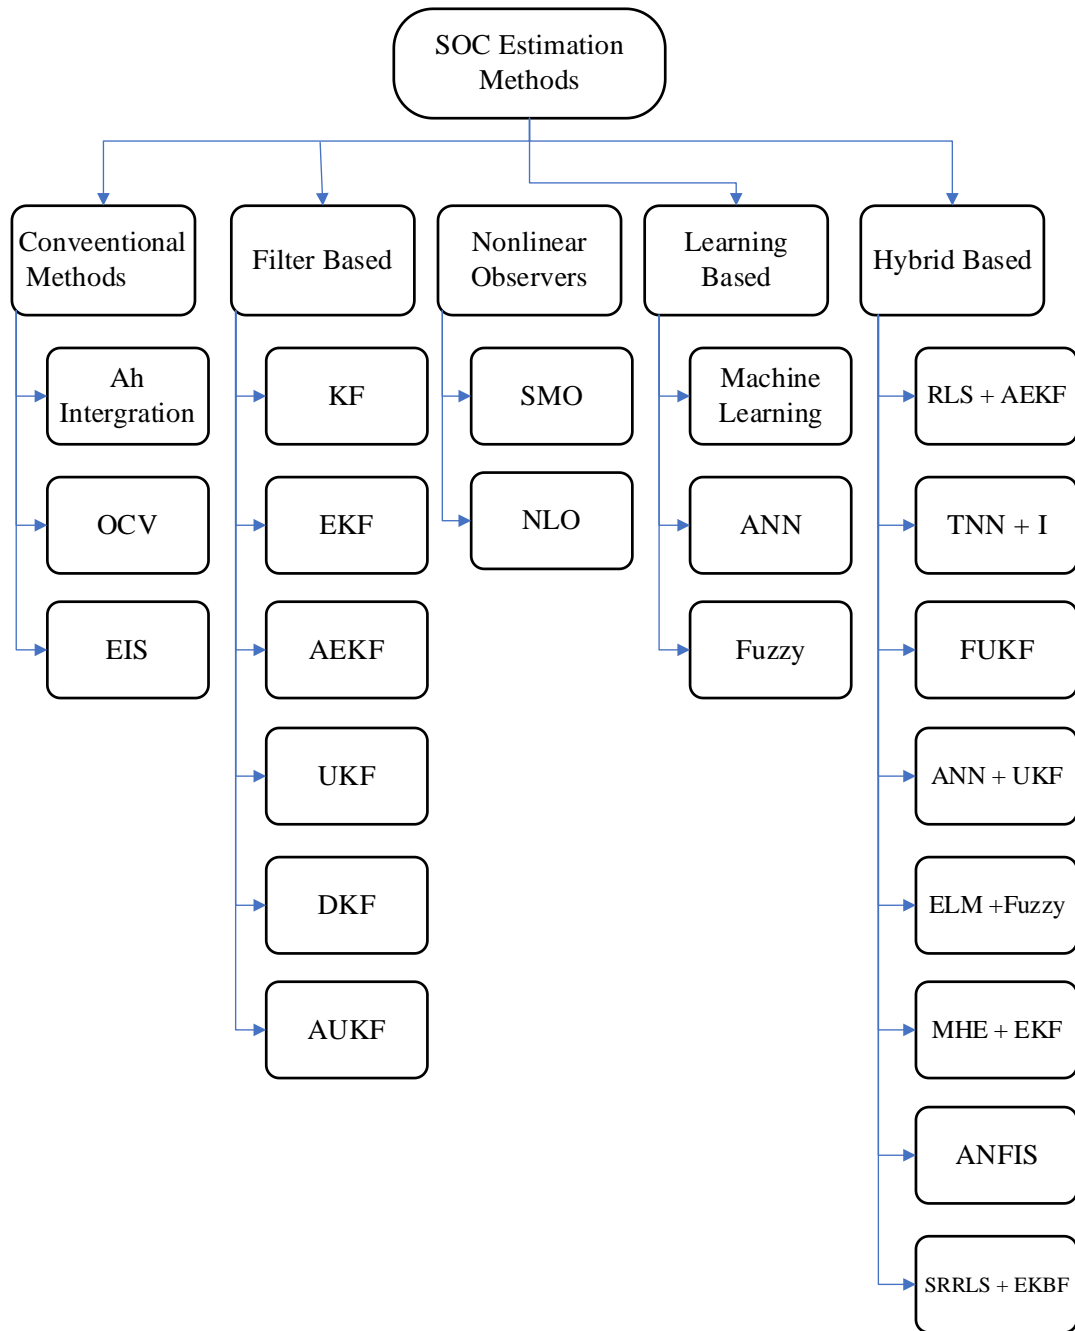 SOC Estimation
Methods
Conveentional
Methods
Ah
Intergration
OCV
EIS
Filter Based
KF
EKF
AEKF
UKF
DKF
AUKF
Nonlinear
Observers
SMO
NLO
Learning
Based
Machine
Learning
ANN
Fuzzy
Hybrid Based
RLS + AEKF
TNN + I
FUKF
ANN + UKF
ELM +Fuzzy
MHE + EKF
ANFIS
SRRLS + EKBF